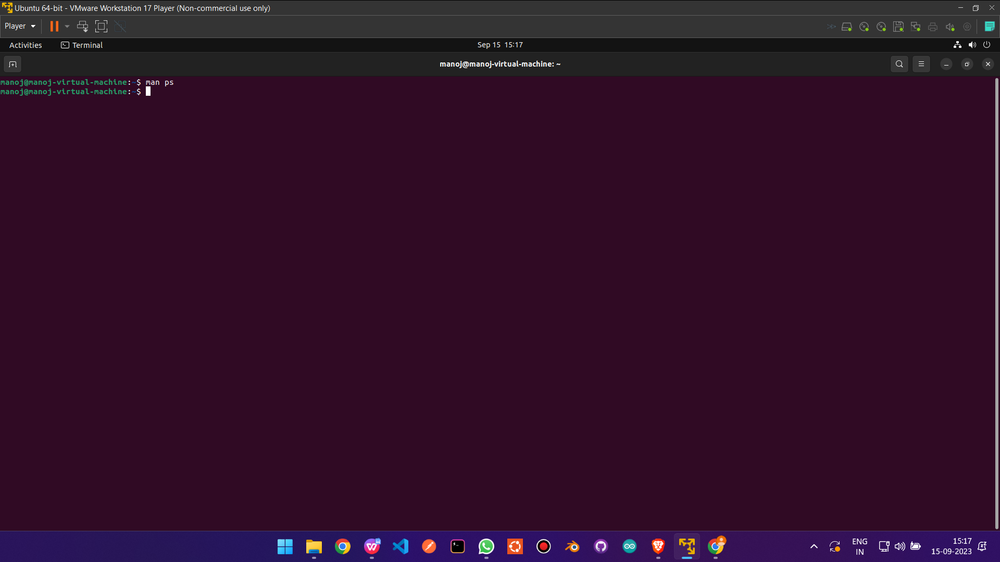 Ubuntu 64-bit - VMware Workstation 17 Player (Non-commercial use only)
Player
Activities
Terminal
Sep 15 15:17
manoj@manoj-virtual-machine: ~
manoj@manoj-virtual-machine:~$ man ps
manoj@manoj-virtual-machine:~$
ENG
IN
15:17
15-09-2023